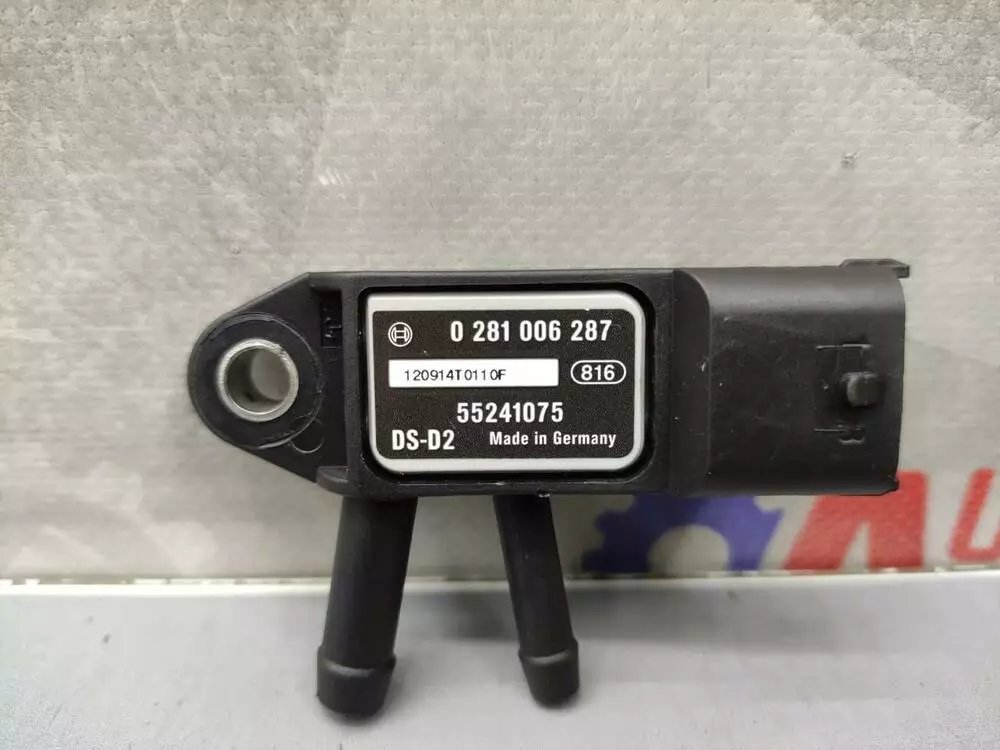 0 281 006 287
120914T0110F
816
55241075
DS-D2 Made in Germany